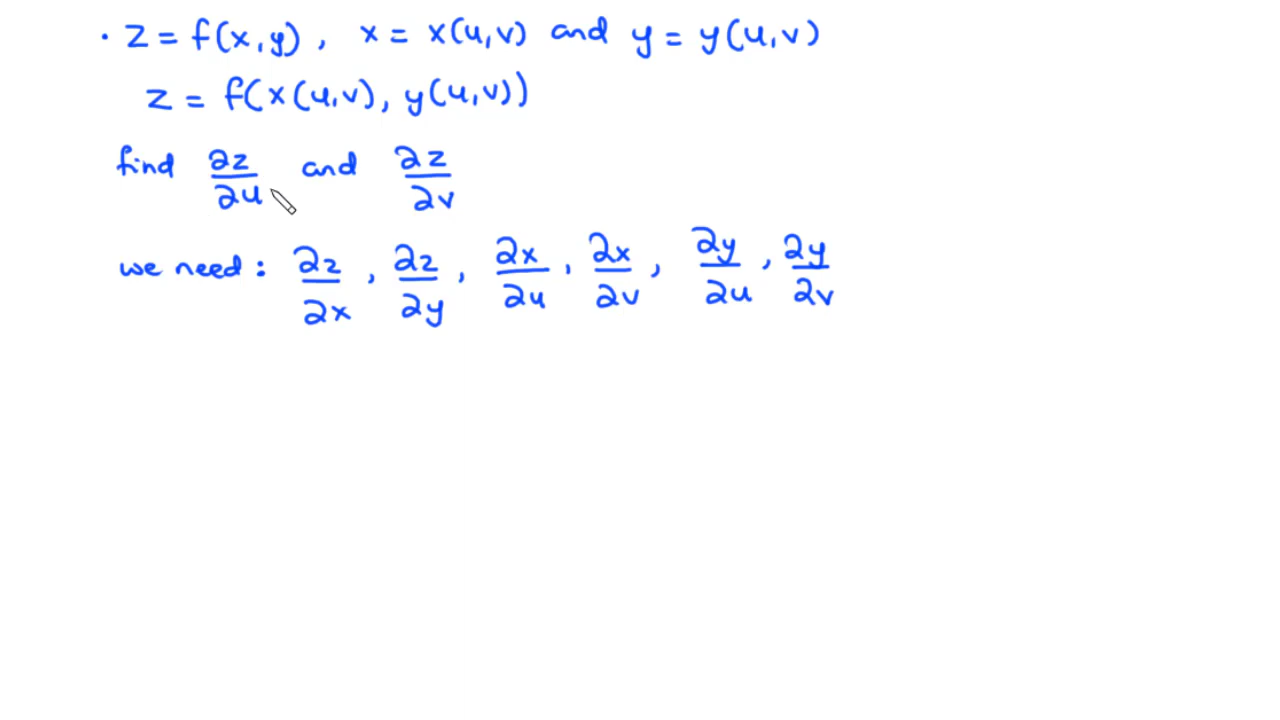 · z = f(x,y), x = x(u,v) and y = y(u,v)
z = f(x(u,v), y(u,v))
find ∂z/∂u and ∂z/∂v
we need: ∂z/∂x, ∂z/∂y, ∂x/∂u, ∂x/∂v, ∂y/∂u, ∂y/∂v